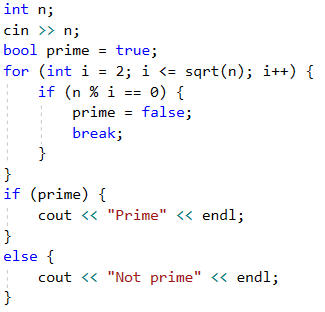 int n;
cin >> n;
bool prime = true;
for (int i = 2; i <= sqrt(n); i++) {
    if (n % i == 0) {
        prime = false;
        break;
    }
}
if (prime) {
    cout << "Prime" << endl;
}
else {
    cout << "Not prime" << endl;
}